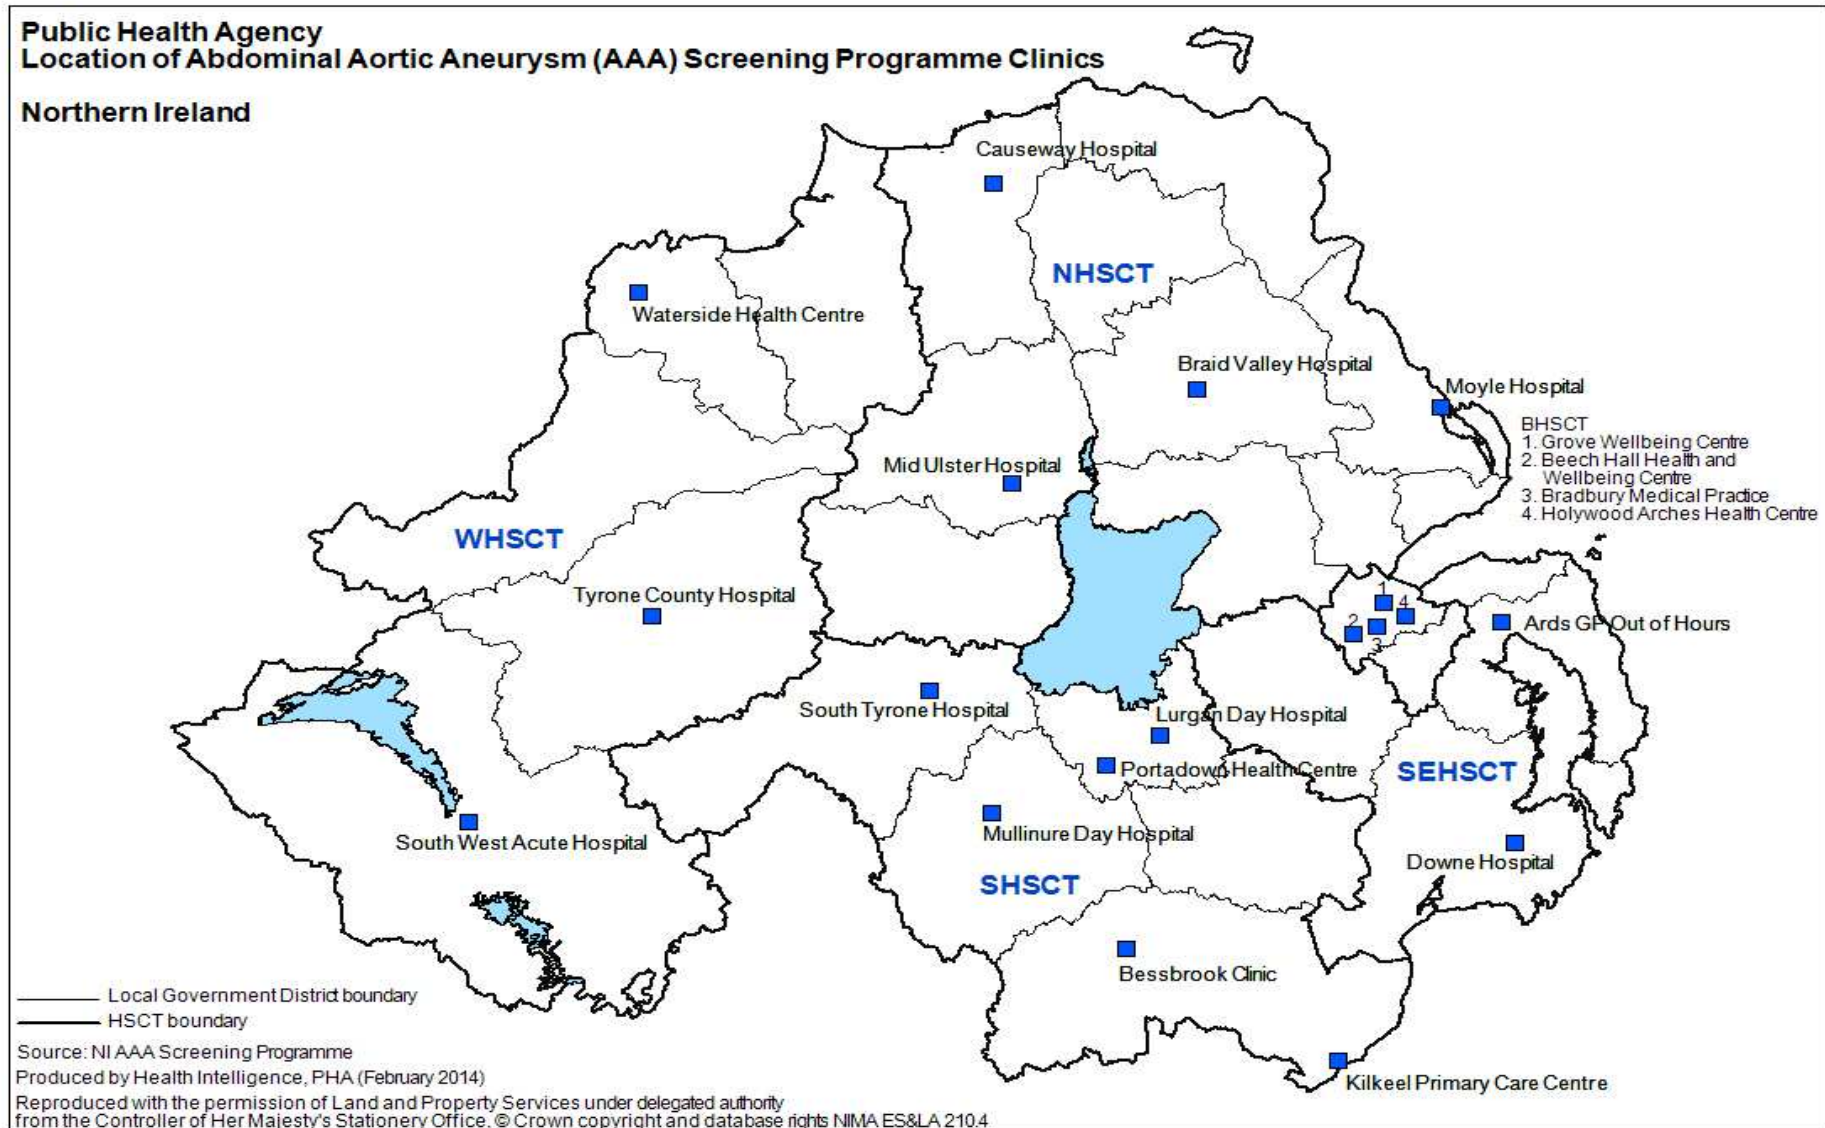 Public Health Agency
Location of Abdominal Aortic Aneurysm (AAA) Screening Programme Clinics
Northern Ireland
Causeway Hospital
NHSCT
Waterside Health Centre
Braid Valley Hospital
Moyle Hospital
BHSCT
1. Grove Wellbeing Centre
2. Beech Hall Health and
Wellbeing Centre
3. Bradbury Medical Practice
4. Holywood Arches Health Centre
Mid Ulster Hospital
WHSCT
Tyrone County Hospital
1
4
2
3
Ards GP Out of Hours
South Tyrone Hospital
Lurgan Day Hospital
Portadown Health Centre
SEHSCT
South West Acute Hospital
Mullinure Day Hospital
Downe Hospital
SHSCT
Bessbrook Clinic
Kilkeel Primary Care Centre
Local Government District boundary
HSCT boundary
Source: NI AAA Screening Programme
Produced by Health Intelligence, PHA (February 2014)
Reproduced with the permission of Land and Property Services under delegated authority
from the Controller of Her Majesty's Stationery Office, © Crown copyright and database rights NIMA ES&LA 210.4